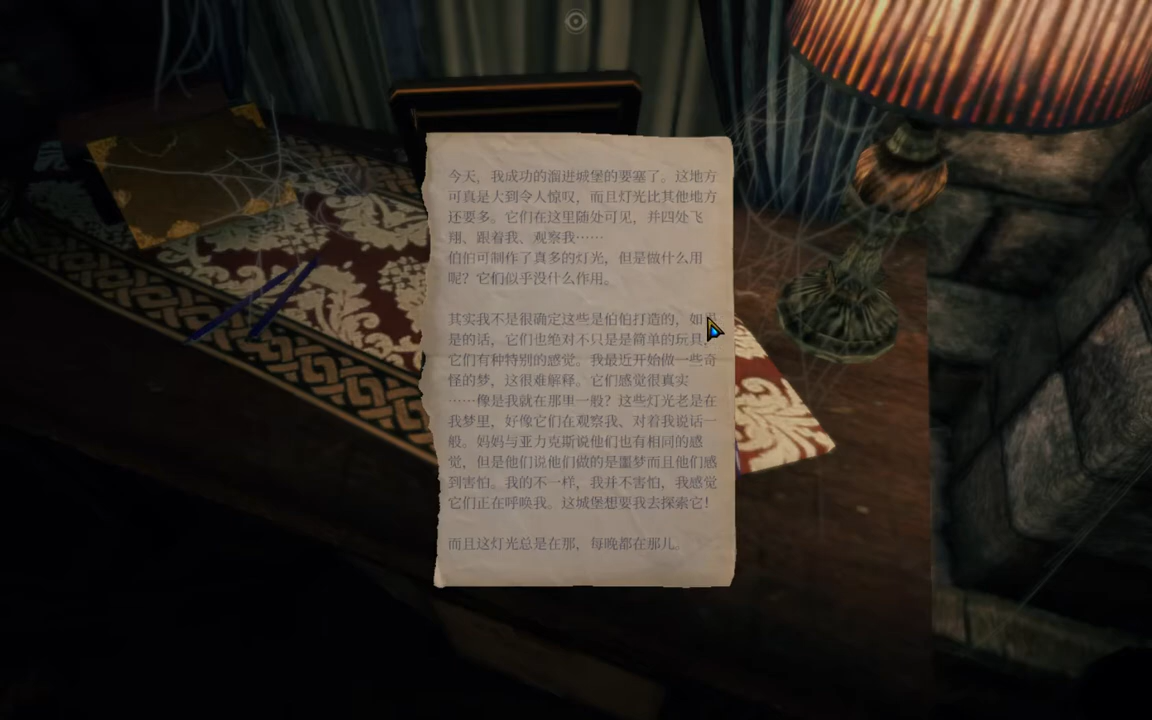 今天，我成功的溜进城堡的要塞了。这地方
可真是大到令人惊叹，而且灯光比其他地方
还要多。它们在这里随处可见，并四处飞
翔、跟着我、观察我……
伯伯可制作了真多的灯光，但是做什么用
呢？它们似乎没什么作用。
其实我不是很确定这些是伯伯打造的，如
是的话，它们也绝对不只是是简单的玩具，
它们有种特别的感觉。我最近开始做一些奇
怪的梦，这很难解释。它们感觉很真实
……像是我就在那里一般？这些灯光老是在
我梦里，好像它们在观察我、对着我说话一
般。妈妈与亚力克斯说他们也有相同的感
觉，但是他们说他们做的是噩梦而且他们感
到害怕。我的不一样，我并不害怕，我感觉
它们正在呼唤我。这城堡想要我去探索它！
而且这灯光总是在那，每晚都在那儿。